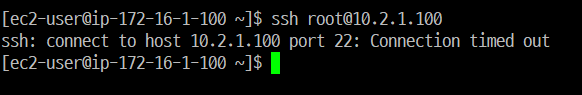 [ec2-user@ip-172-16-1-100 ~]$ ssh root@10.2.1.100
ssh: connect to host 10.2.1.100 port 22: Connection timed out
[ec2-user@ip-172-16-1-100 ~]$